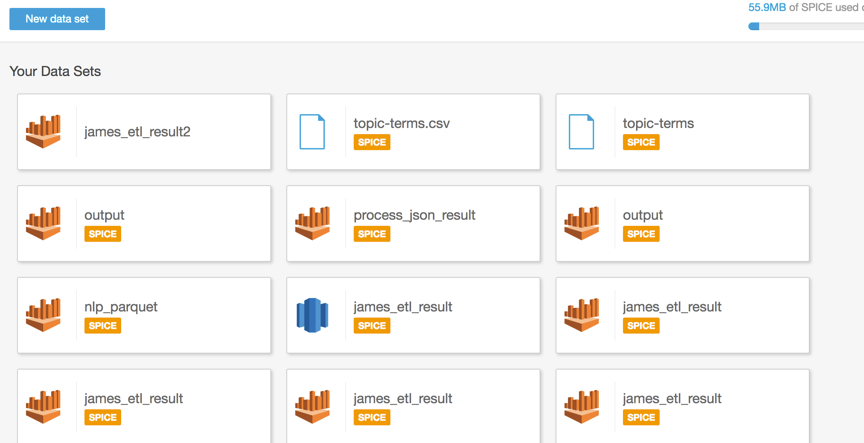 New data set
55.9MB of SPICE used
Your Data Sets
james_etl_result2
topic-terms.csv
SPICE
topic-terms
SPICE
output
SPICE
process_json_result
SPICE
output
SPICE
nlp_parquet
SPICE
james_etl_result
SPICE
james_etl_result
SPICE
james_etl_result
SPICE
james_etl_result
SPICE
james_etl_result
SPICE